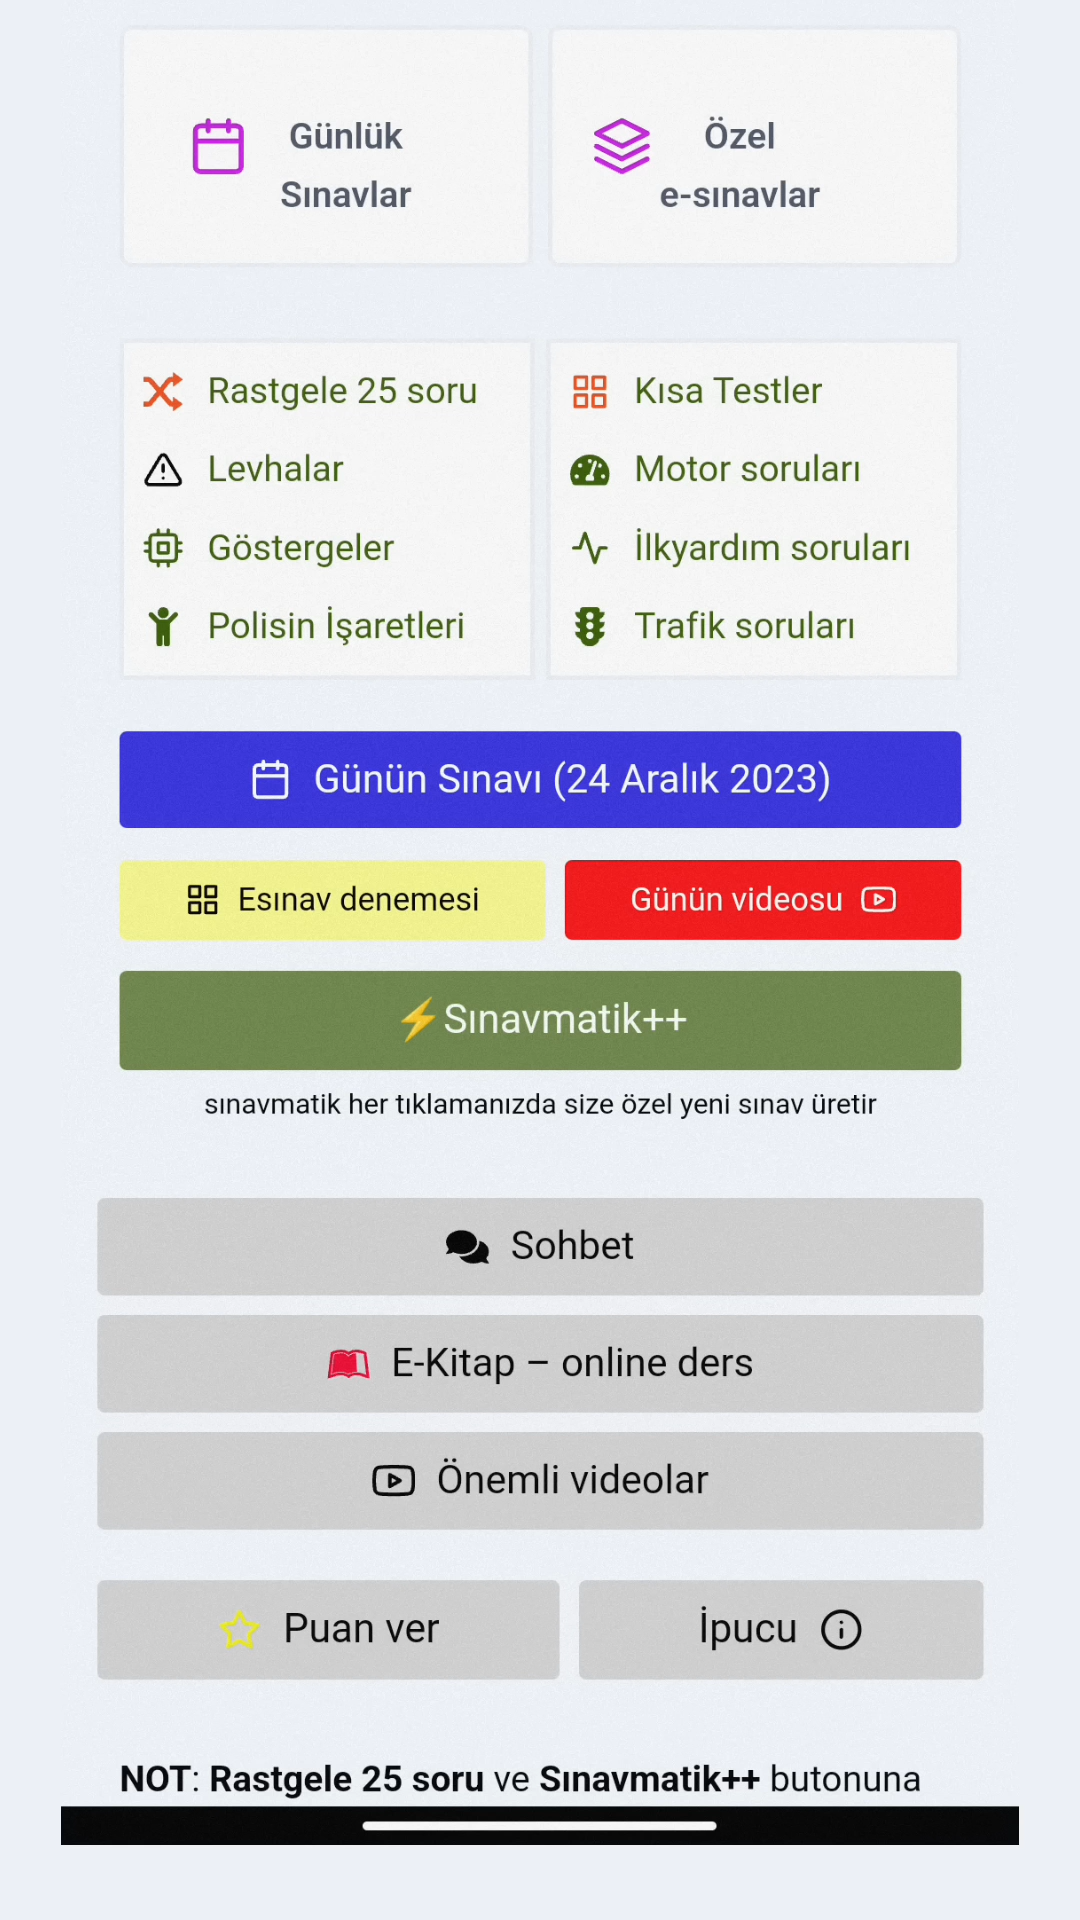 Günlük
Sınavlar
Özel
e-sınavlar
Rastgele 25 soru
Levhalar
Göstergeler
Polisin İşaretleri
Kısa Testler
Motor soruları
İlkyardım soruları
Trafik soruları
Günün Sınavı (24 Aralık 2023)
Esınav denemesi
Günün videosu
⚡Sınavmatik++
sınavmatik her tıklamanızda size özel yeni sınav üretir
Sohbet
E-Kitap – online ders
Önemli videolar
Puan ver
İpucu
NOT: Rastgele 25 soru ve Sınavmatik++ butonuna